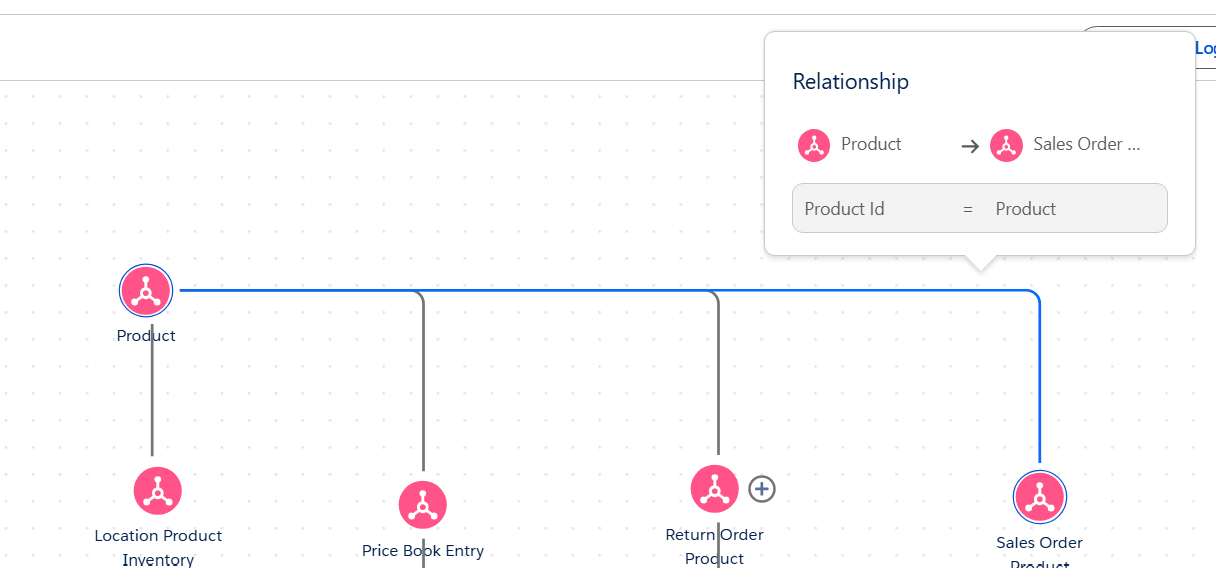 Log
Relationship
Product → Sales Order ...
Product Id = Product
Product
Location Product
Inventory
Price Book Entry
Return Order
Product
Sales Order
Product